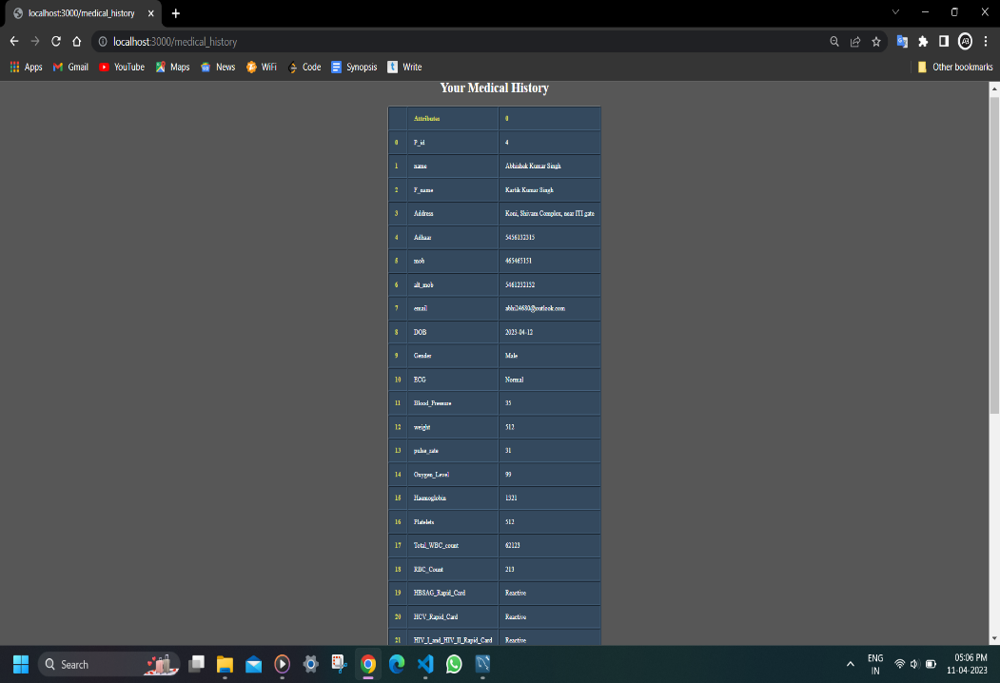 localhost:3000/medical_history
localhost:3000/medical_history
Apps Gmail YouTube Maps News WiFi Code Synopsis Write Other bookmarks
Your Medical History
Attributes 0
0 P_id 4
1 name Abhishek Kumar Singh
2 F_name Kartik Kumar Singh
3 Address Koni, Shivam Complex, near ITI gate
4 Adhaar 5456132315
5 mob 465465151
6 alt_mob 5461232132
7 email abhi24680@outlook.com
8 DOB 2023-04-12
9 Gender Male
10 ECG Normal
11 Blood_Pressure 35
12 weight 512
13 pulse_rate 31
14 Oxygen_Level 99
15 Haemoglobin 1321
16 Platelets 512
17 Total_WBC_count 62123
18 RBC_Count 213
19 HBSAG_Rapid_Card Reactive
20 HCV_Rapid_Card Reactive
21 HIV_I_and_HIV_II_Rapid_Card Reactive
Search
ENG
IN
05:06 PM
11-04-2023